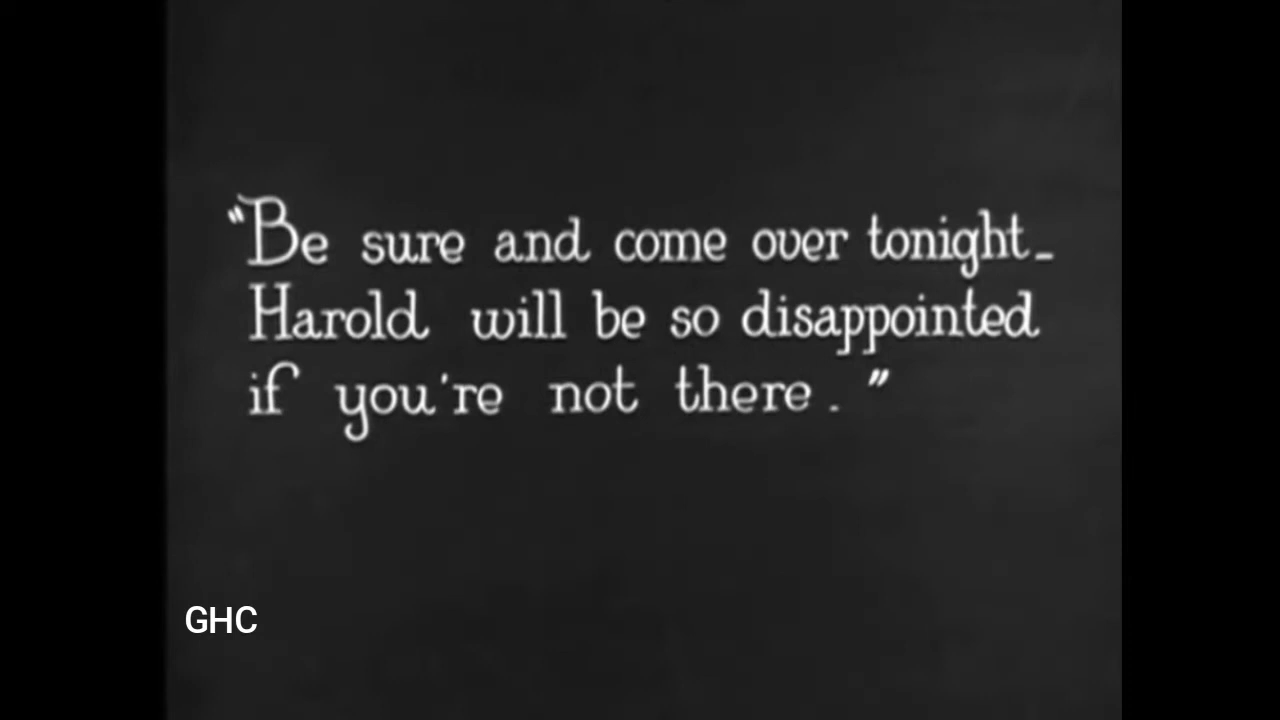 “Be sure and come over tonight_
Harold will be so disappointed
if you're not there.”
GHC